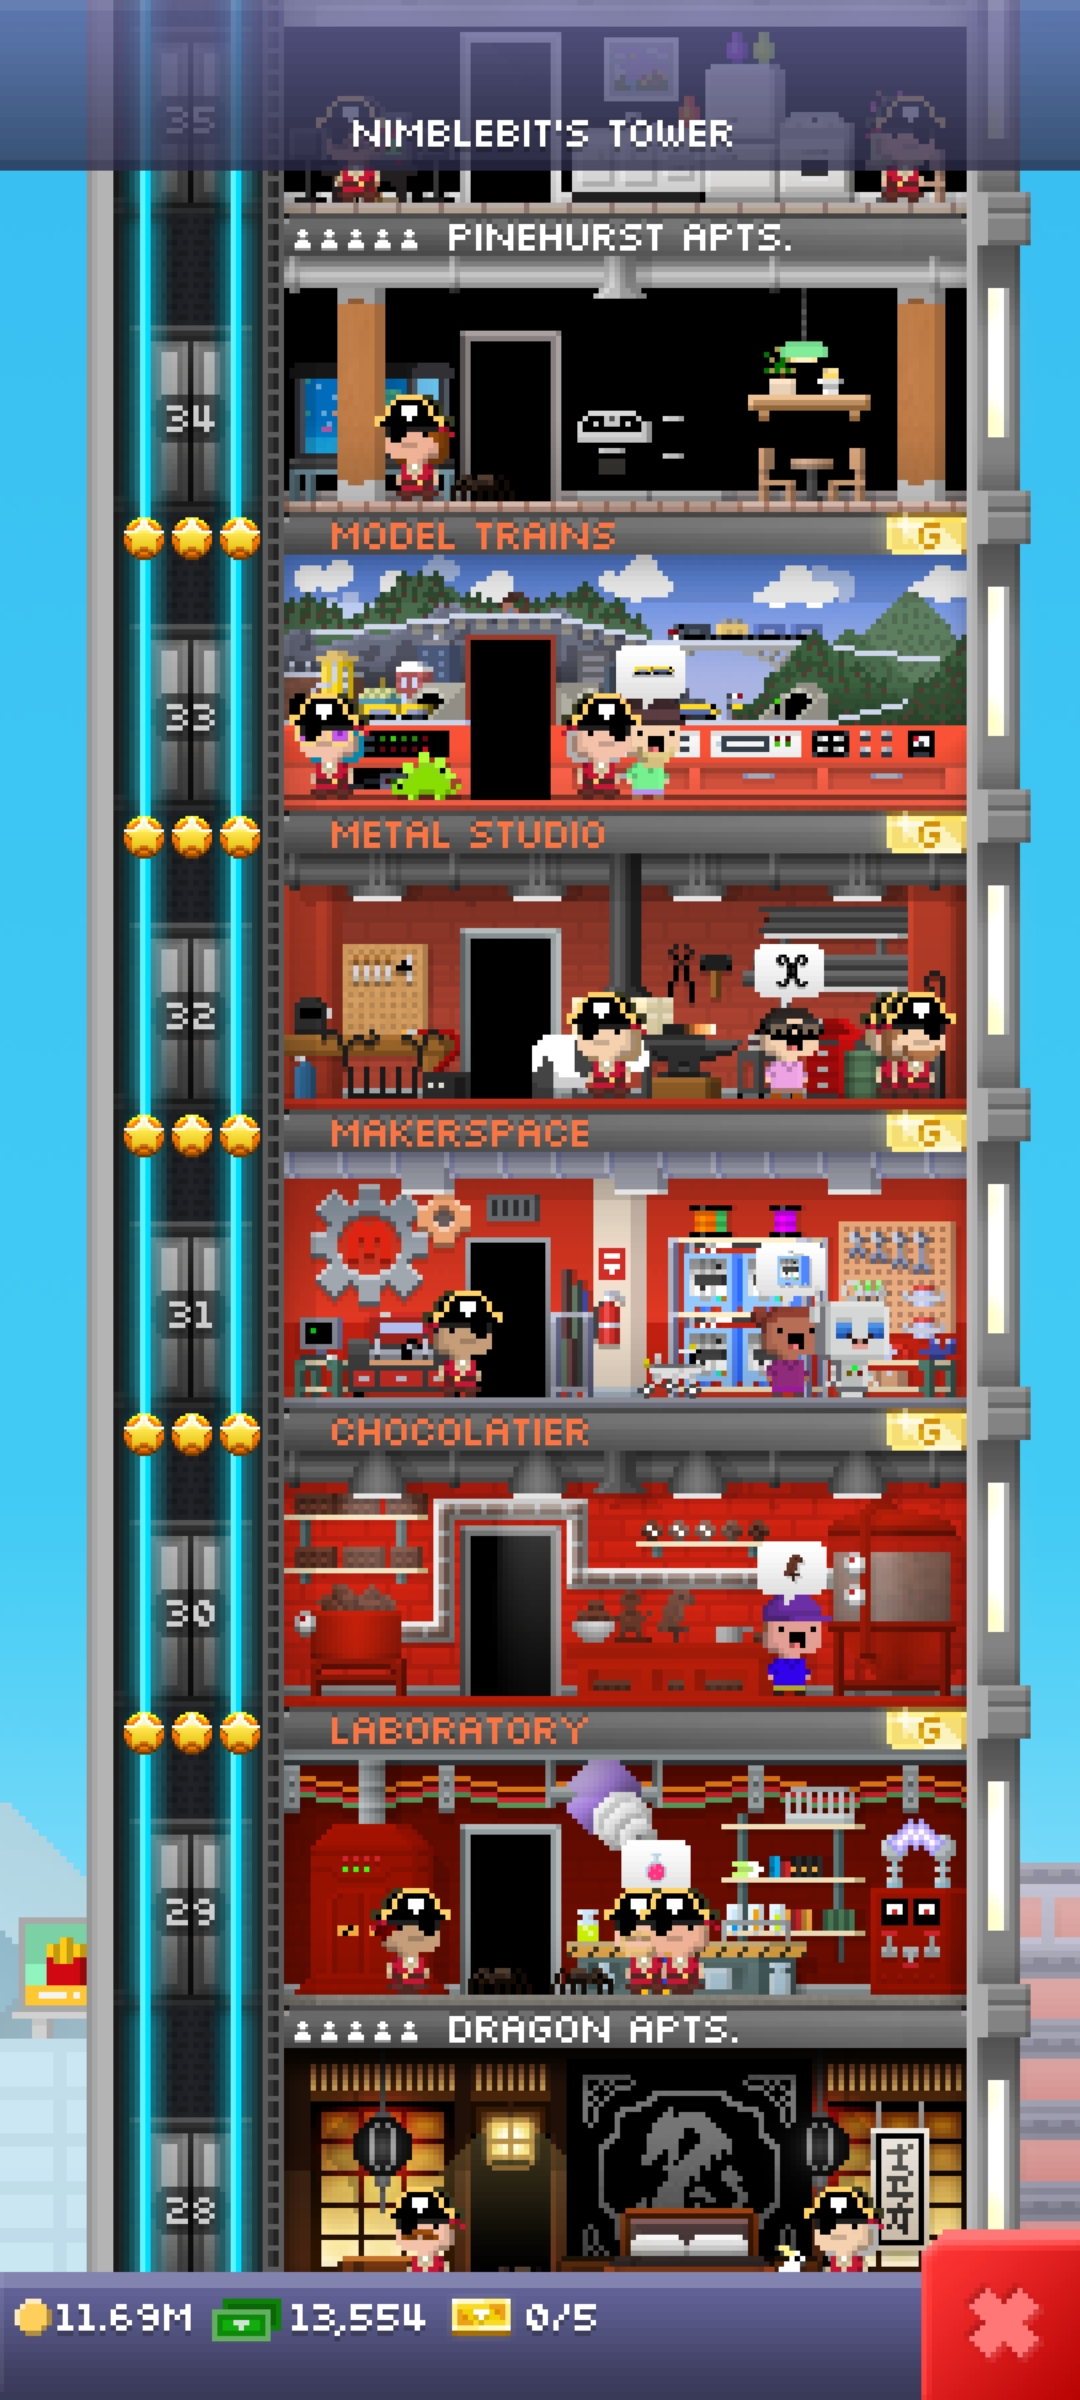 35
NIMBLEBIT'S TOWER
PINEHURST APTS.
34
MODEL TRAINS G
33
METAL STUDIO G
32
MAKERSPACE G
31
CHOCOLATIER G
30
LABORATORY G
29
DRAGON APTS.
28
11.69M 13,554 0/5